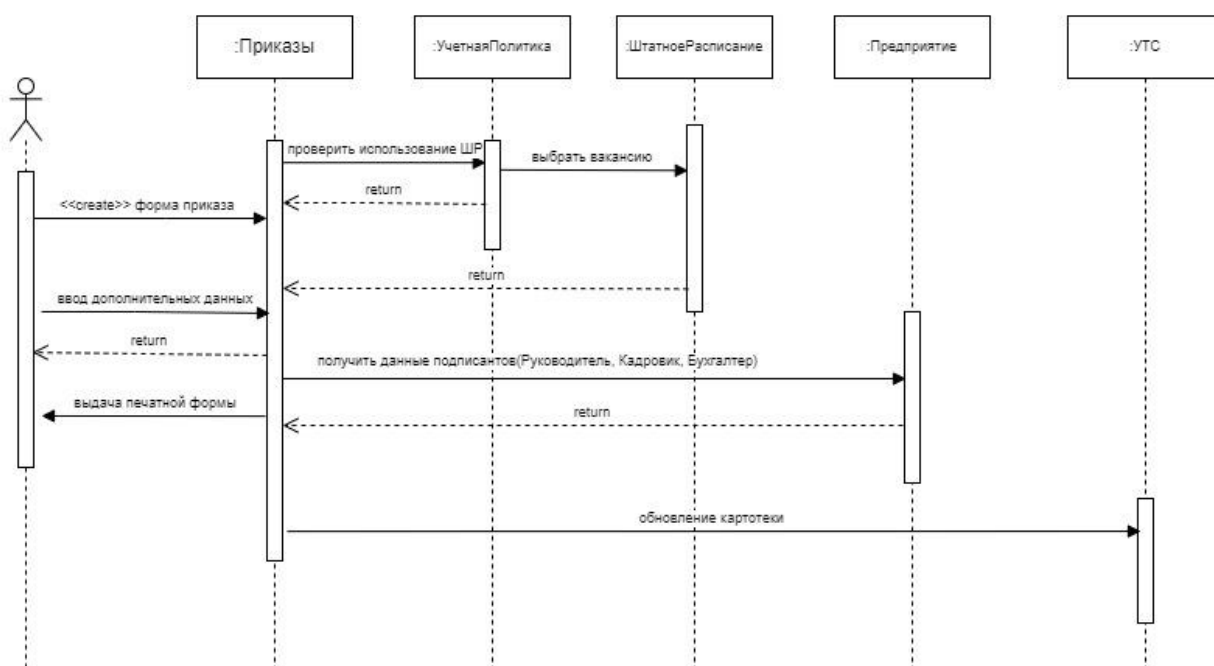 :Приказы
:УчетнаяПолитика
:ШтатноеРасписание
:Предприятие
:УТС
проверить использование ШР
выбрать вакансию
return
<<create>> форма приказа
return
ввод дополнительных данных
return
получить данные подписантов(Руководитель, Кадровик, Бухгалтер)
выдача печатной формы
return
обновление картотеки